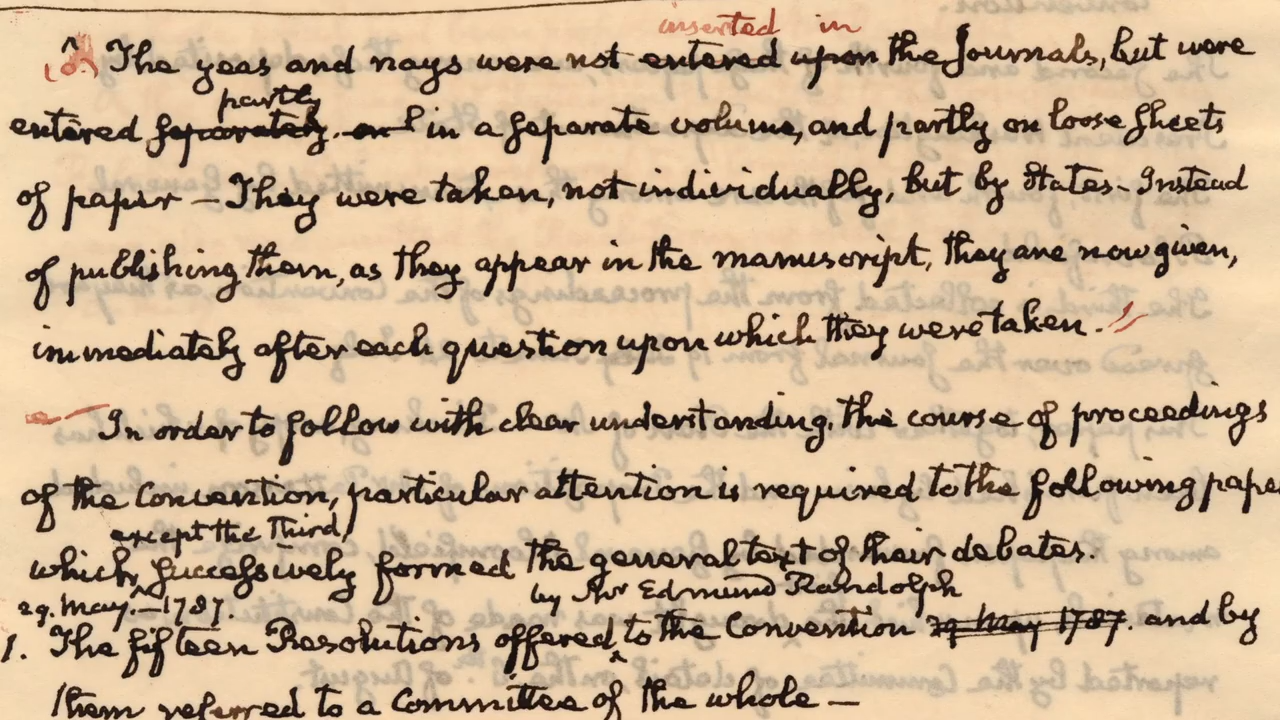 inserted in
The yeas and nays were not entered upon the Journals, but were
partly
entered separately. on in a separate volume, and partly on loose sheets
of paper — They were taken, not individually, but by States - Instead
of publishing them, as they appear in the manuscript, they are now given,
immediately after each question upon which they were taken.
In order to follow with clear understanding, the course of proceedings
of the Convention, particular attention is required to the following pape
except the Third,
which, successively formed the general text of their debates.
29. May. — 1787. by Mr Edmund Randolph
1. The fifteen Resolutions offered to the Convention 29 May 1787. and by
them referred to a Committee of the whole —